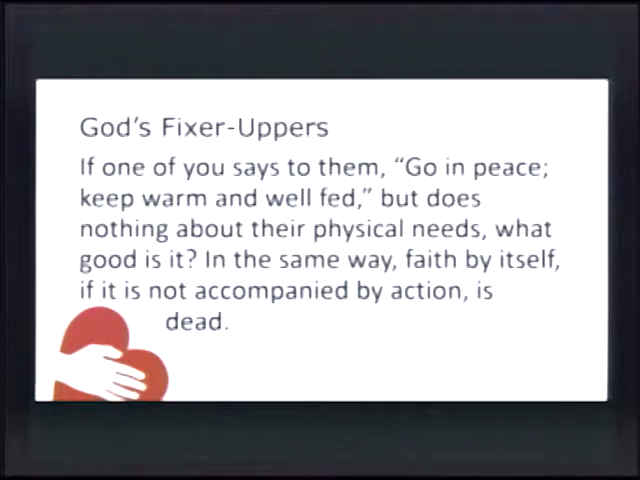 God's Fixer-Uppers
If one of you says to them, “Go in peace;
keep warm and well fed,” but does
nothing about their physical needs, what
good is it? In the same way, faith by itself,
if it is not accompanied by action, is
dead.